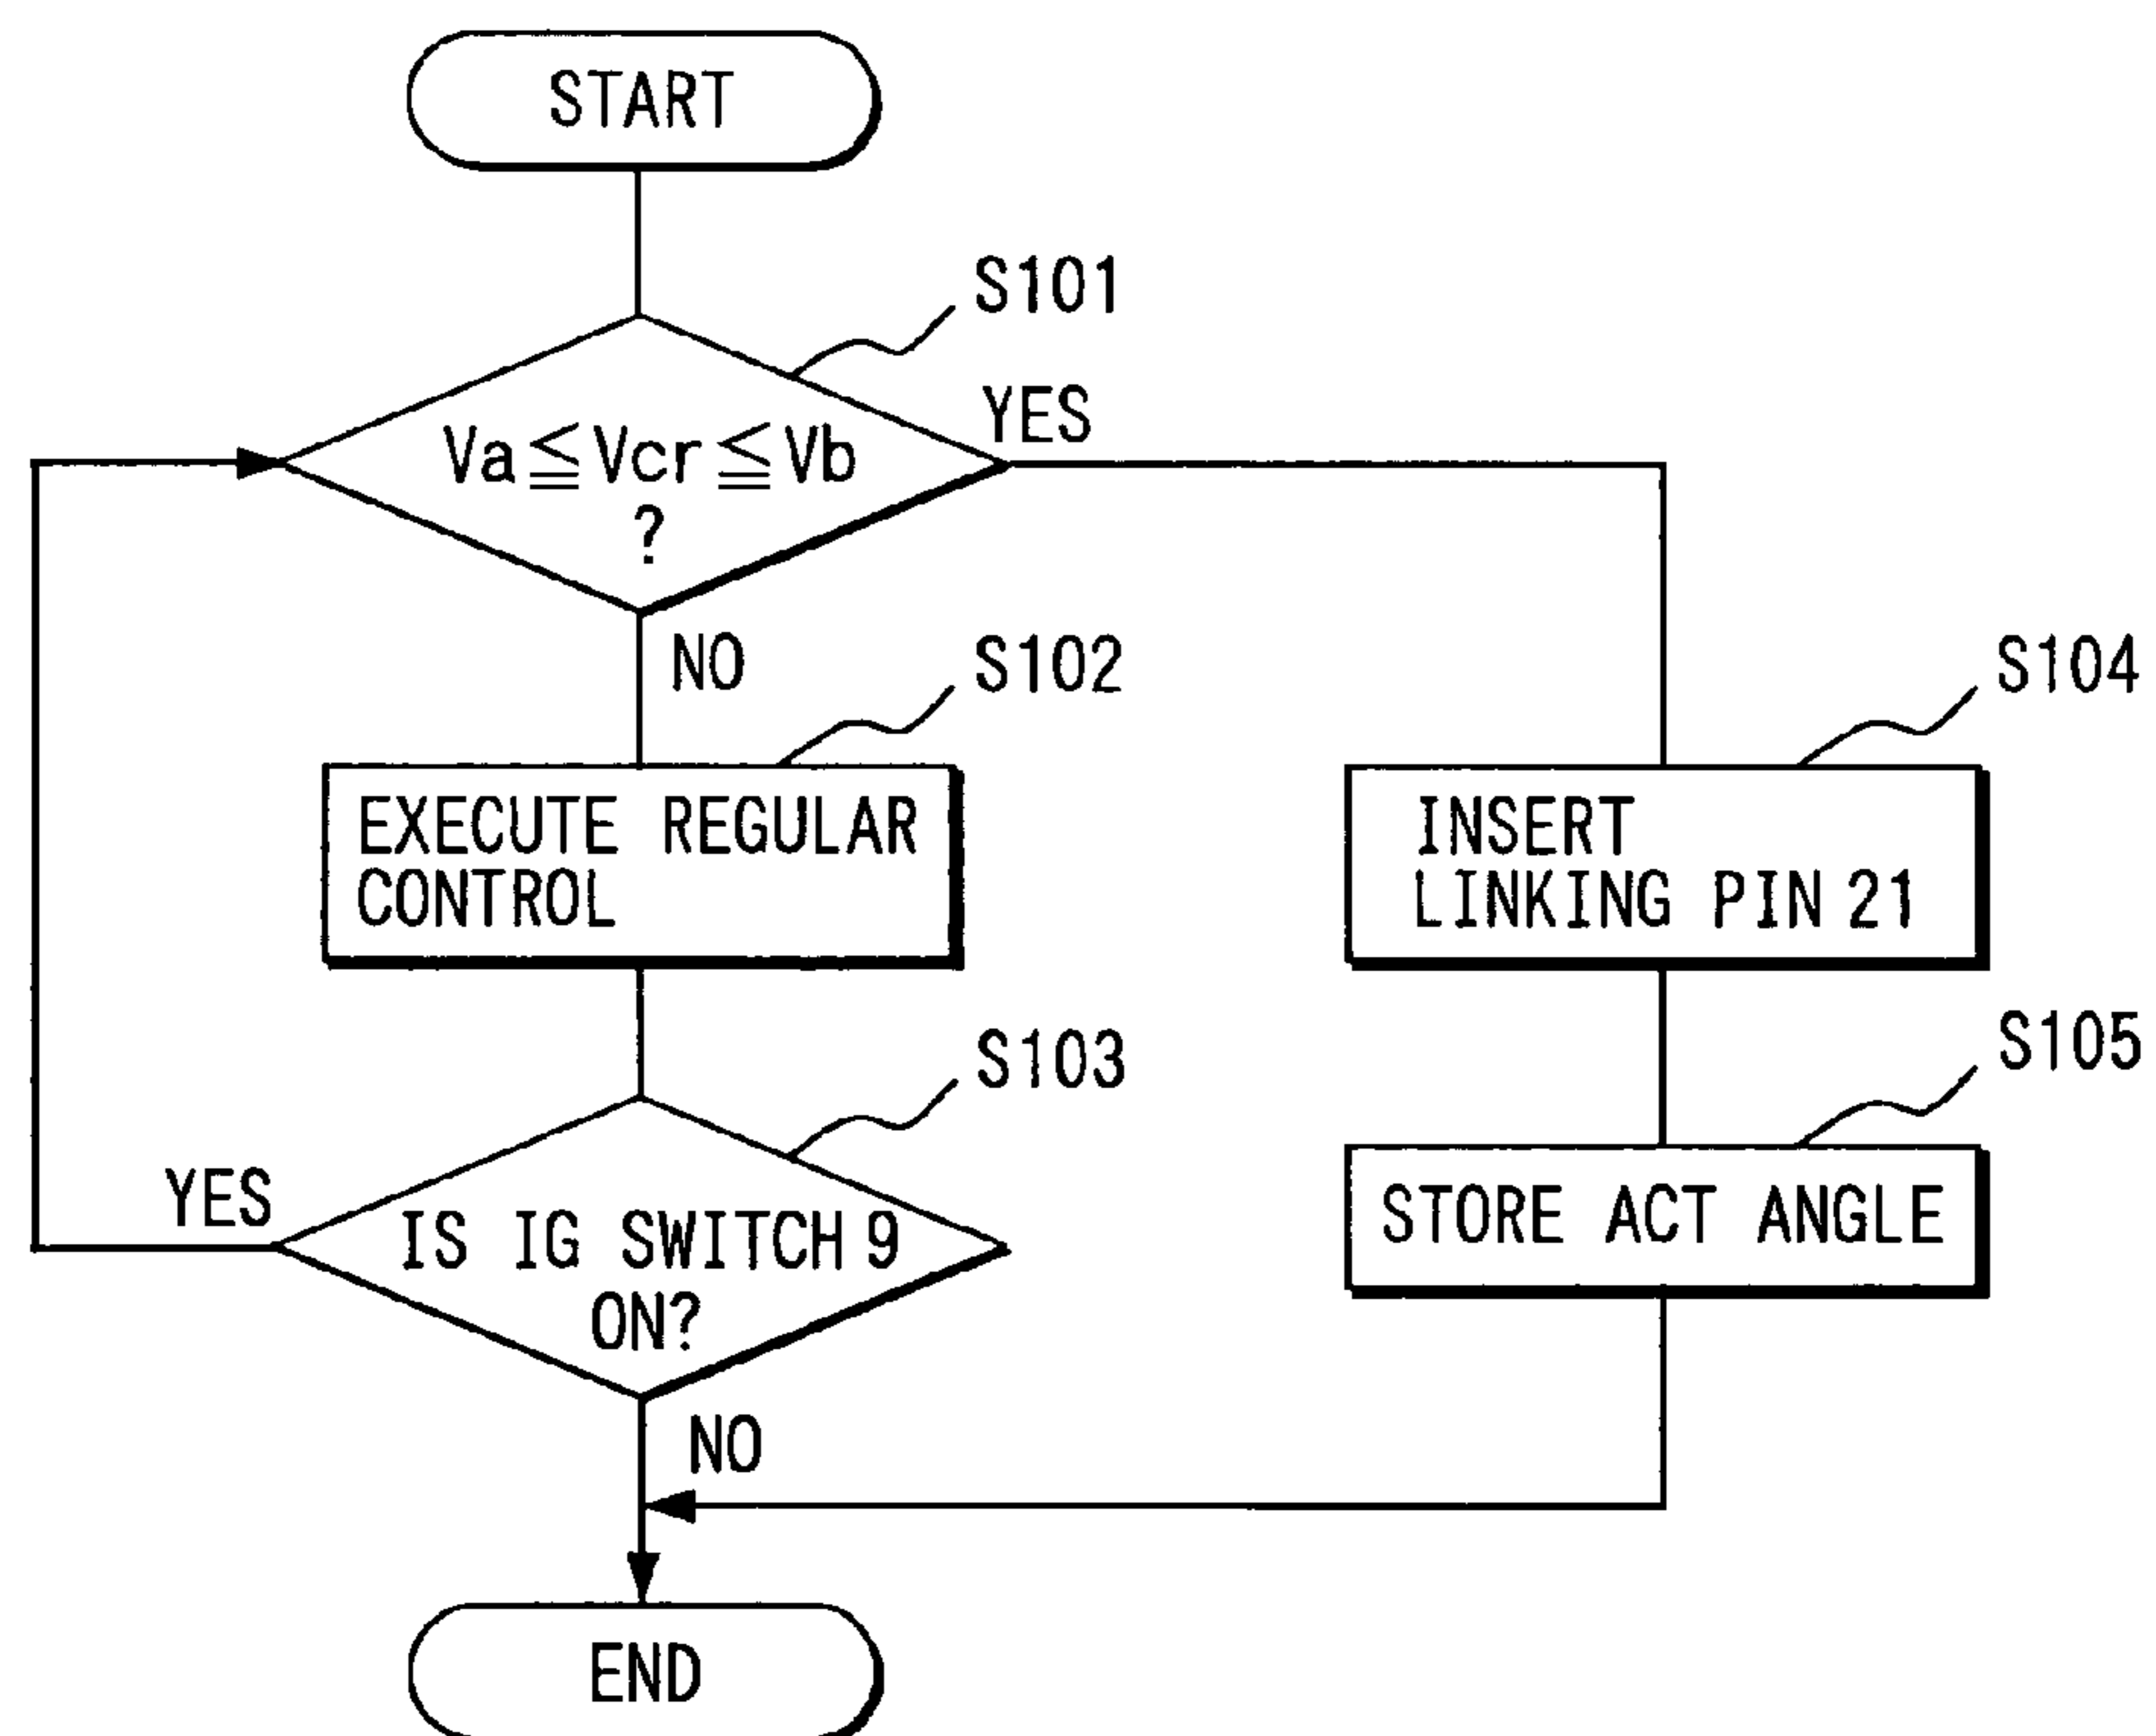 START
S101
Va≦Vcr≦Vb
?
YES
NO
S102
EXECUTE REGULAR
CONTROL
S104
INSERT
LINKING PIN 21
S103
IS IG SWITCH 9
ON?
YES
NO
S105
STORE ACT ANGLE
END